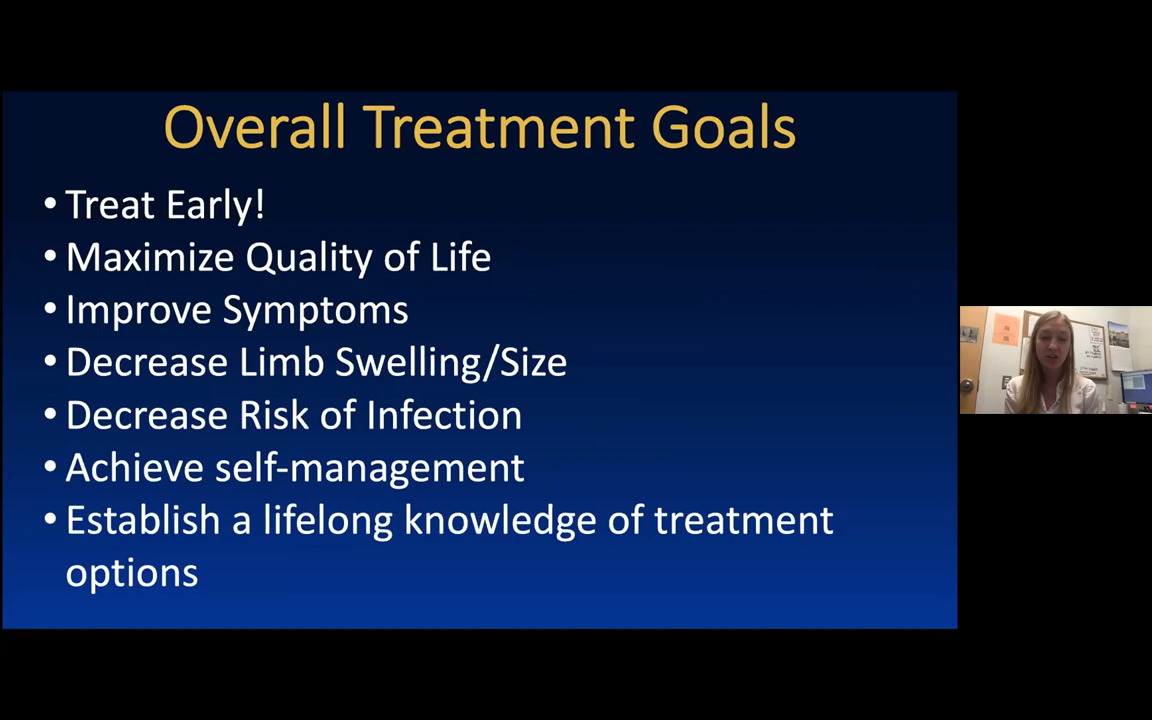 Overall Treatment Goals
• Treat Early!
• Maximize Quality of Life
• Improve Symptoms
• Decrease Limb Swelling/Size
• Decrease Risk of Infection
• Achieve self-management
• Establish a lifelong knowledge of treatment
options